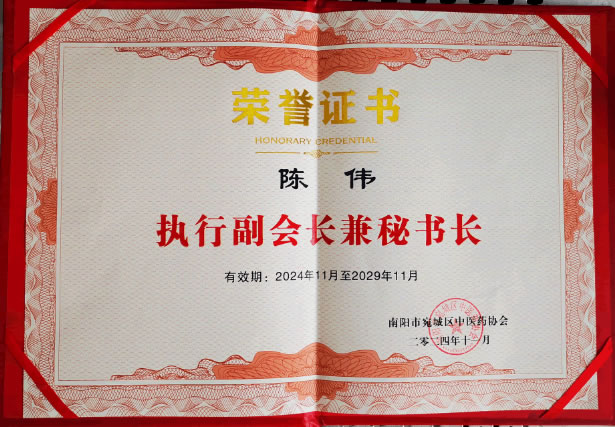 荣誉证书
HONORARY CREDENTIAL
陈 伟
执行副会长兼秘书长
有效期：2024年11月至2029年11月
南阳市宛城区中医药协会
二零二四年十一月